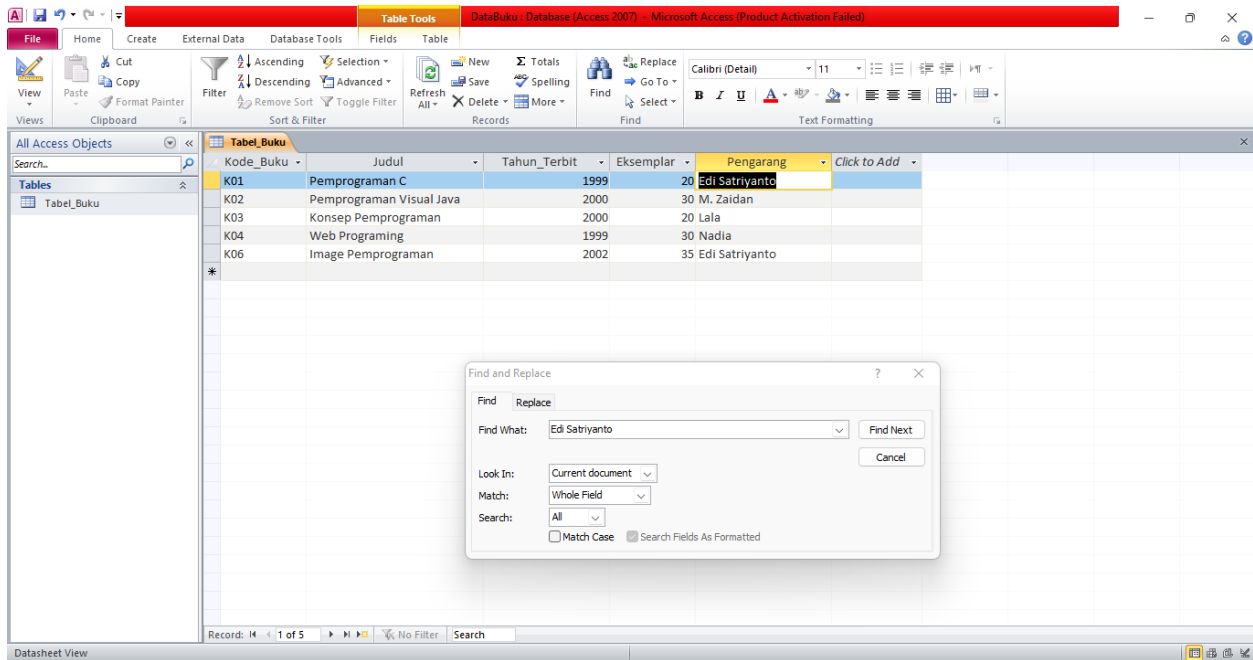 Table Tools DataBuku : Database (Access 2007) - Microsoft Access (Product Activation Failed)
File Home Create External Data Database Tools Fields Table
View
Views
Paste
Cut
Copy
Format Painter
Clipboard
Filter
Ascending
Descending
Remove Sort
Selection
Advanced
Toggle Filter
Sort & Filter
Refresh All
New
Save
Delete
Totals
Spelling
More
Records
Find
Replace
Go To
Select
Find
Calibri (Detail) 11
B I U A
Text Formatting
All Access Objects
Search...
Tables
Tabel_Buku
Tabel_Buku
Kode_Buku Judul Tahun_Terbit Eksemplar Pengarang Click to Add
K01 Pemprograman C 1999 20 Edi Satriyanto
K02 Pemprograman Visual Java 2000 30 M. Zaidan
K03 Konsep Pemprograman 2000 20 Lala
K04 Web Programing 1999 30 Nadia
K06 Image Pemprograman 2002 35 Edi Satriyanto
Find and Replace
Find Replace
Find What: Edi Satriyanto Find Next
Cancel
Look In: Current document
Match: Whole Field
Search: All
Match Case Search Fields As Formatted
Record: 1 of 5 No Filter Search
Datasheet View